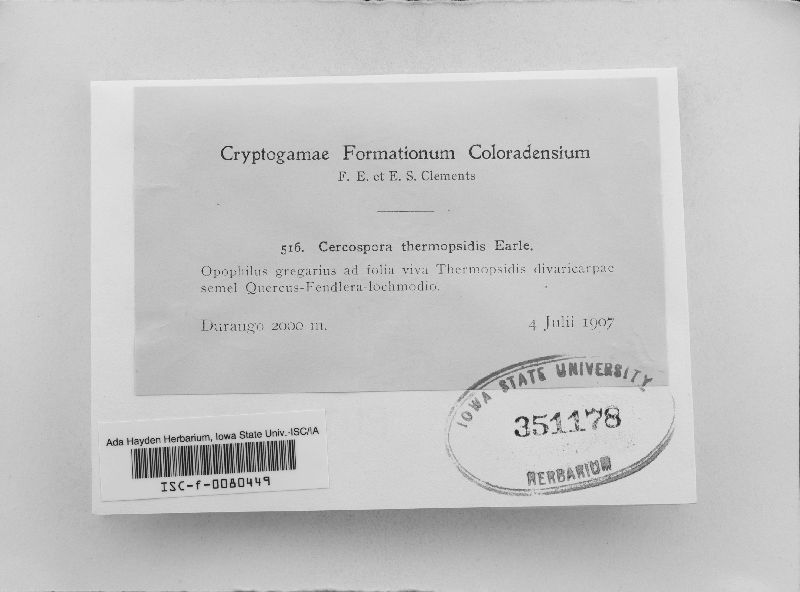 Cryptogamae Formationum Coloradensium
F. E. et E. S. Clements
516. Cercospora thermopsidis Earle.
Opophilus gregarius ad folia viva Thermopsidis divaricarpae
semel Quercus-Fendlera-lochmodio.
Durango 2000 m. 4 Julii 1907
IOWA STATE UNIVERSITY
351178
HERBARIUM
Ada Hayden Herbarium, Iowa State Univ.-ISC/IA
ISC-f-0080449